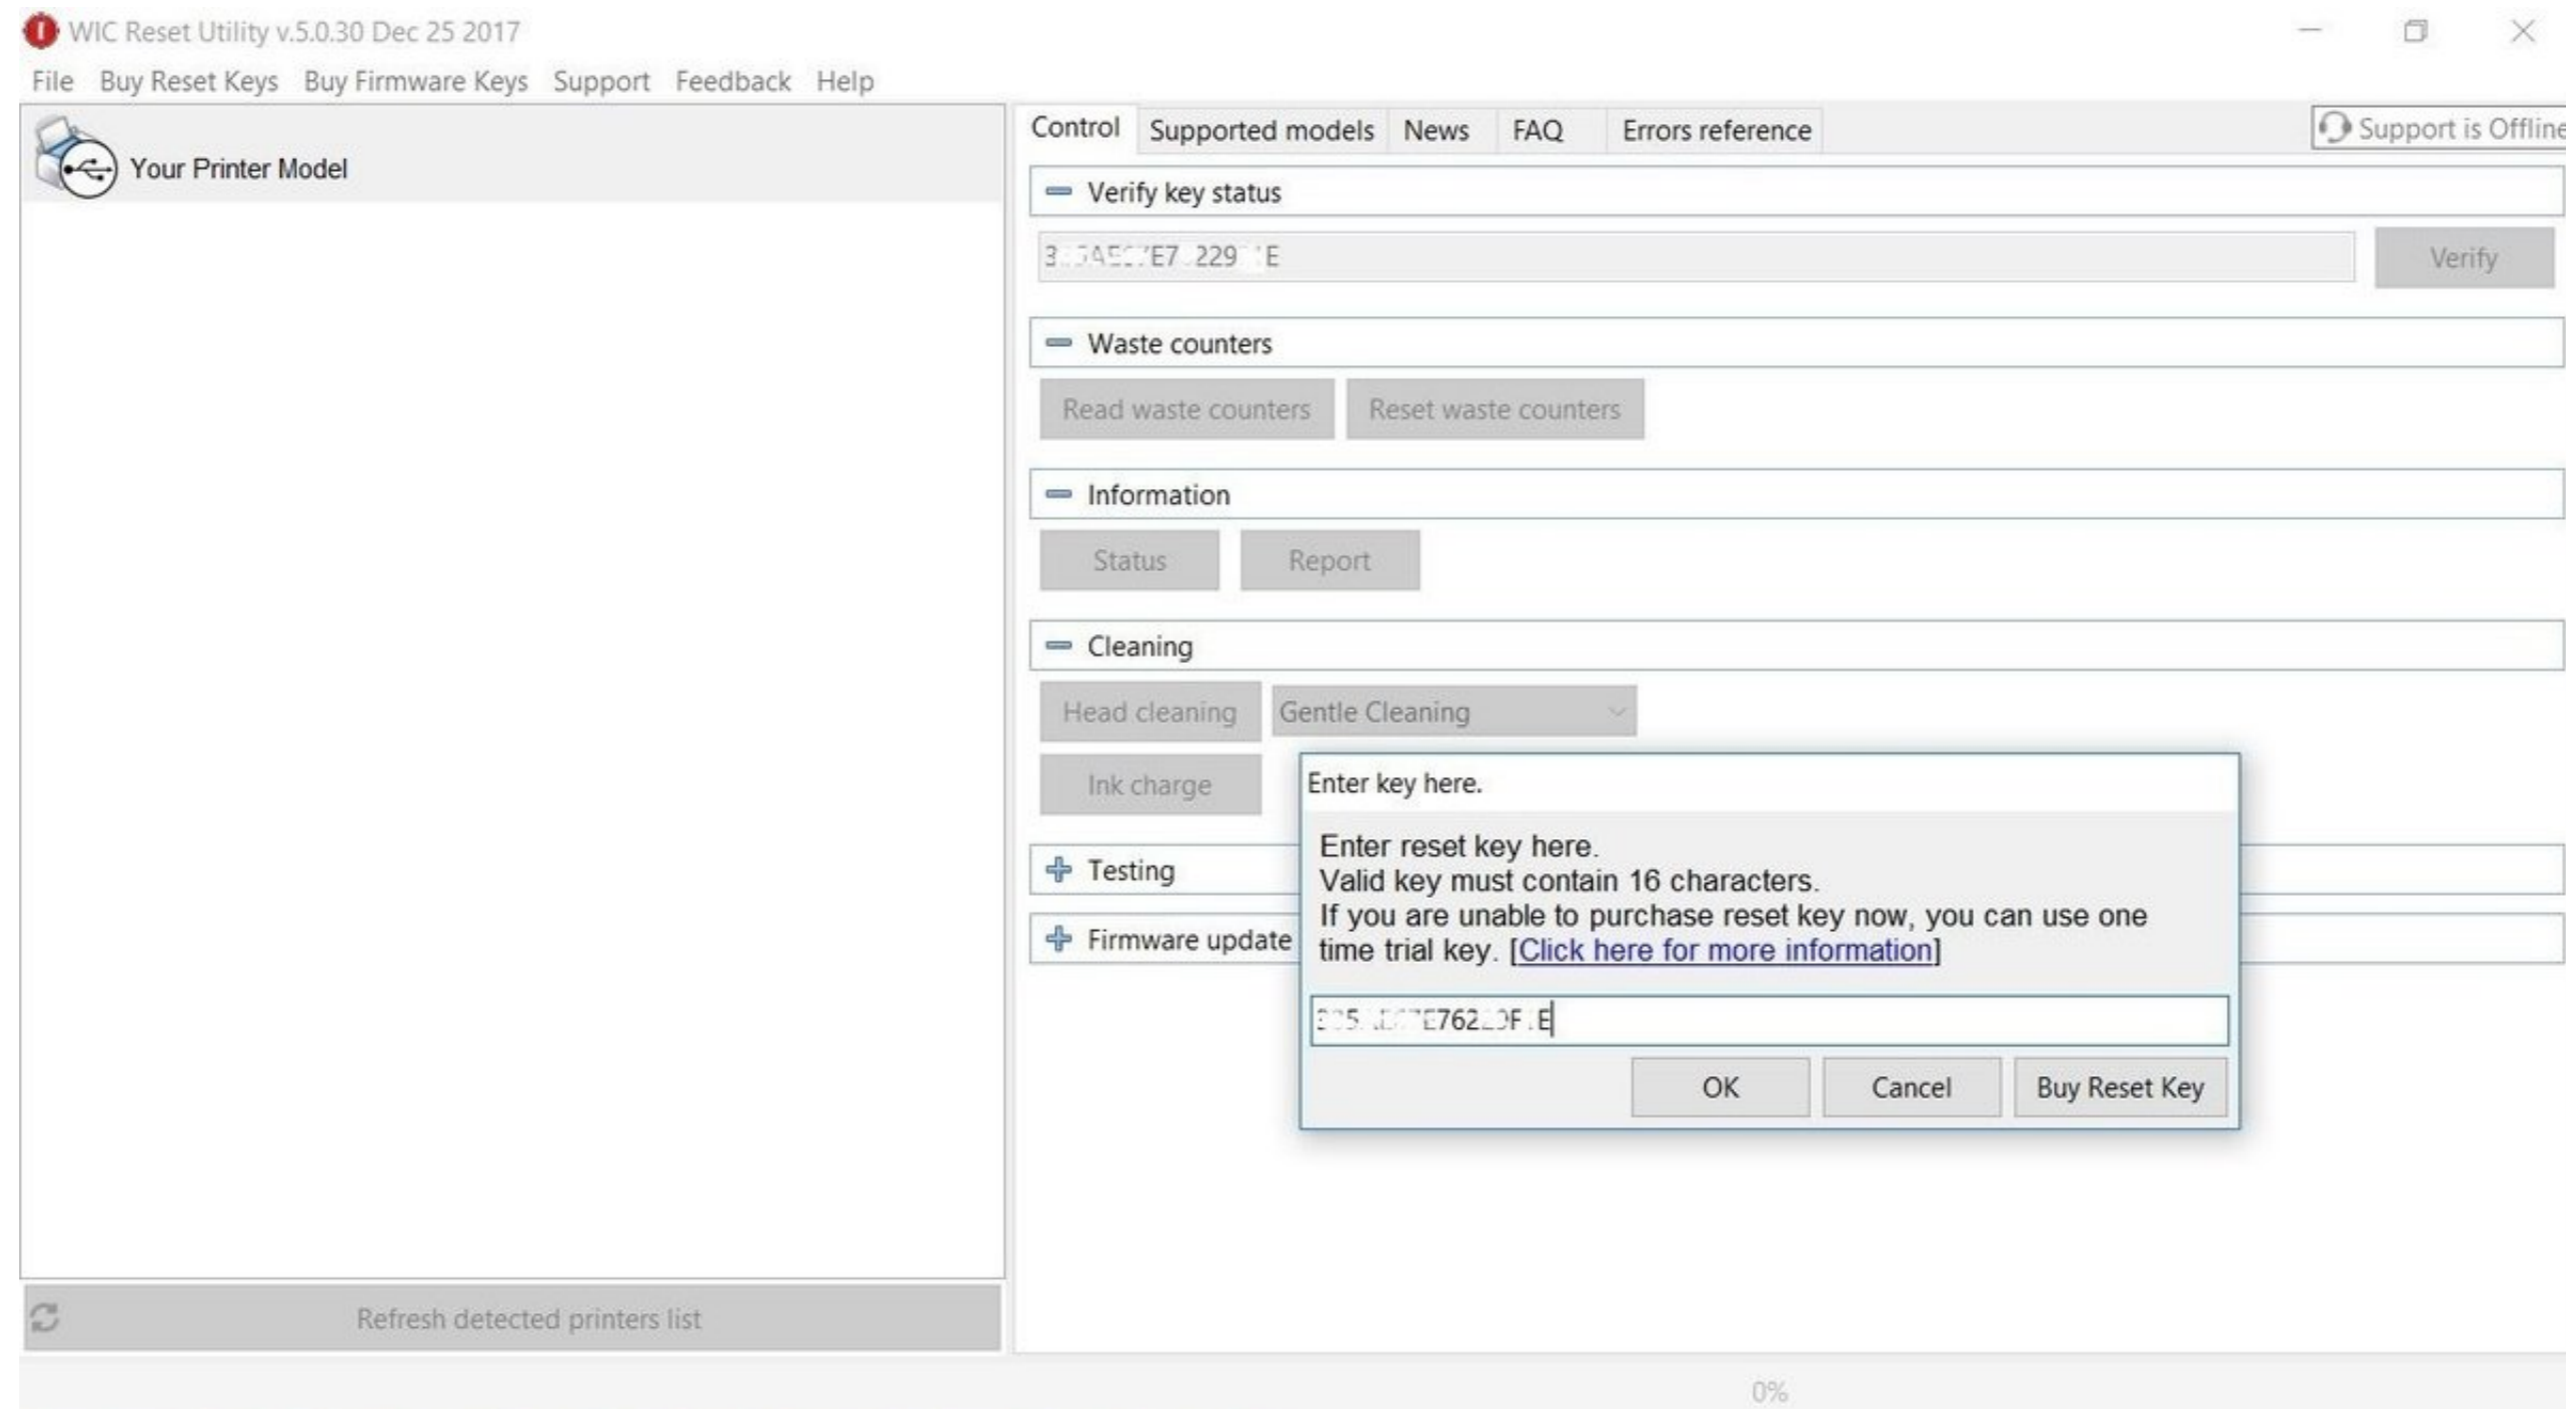 WIC Reset Utility v.5.0.30 Dec 25 2017
File Buy Reset Keys Buy Firmware Keys Support Feedback Help
Your Printer Model
Control Supported models News FAQ Errors reference
Support is Offline
Verify key status
Verify
Waste counters
Read waste counters Reset waste counters
Information
Status Report
Cleaning
Head cleaning Gentle Cleaning
Ink charge
Testing
Firmware update
Enter key here.
Enter reset key here.
Valid key must contain 16 characters.
If you are unable to purchase reset key now, you can use one
time trial key. [Click here for more information]
OK Cancel Buy Reset Key
Refresh detected printers list
0%